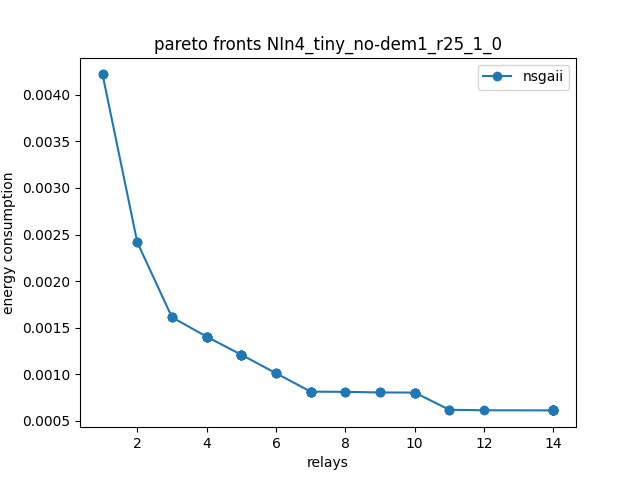 pareto fronts NIn4_tiny_no-dem1_r25_1_0
nsgaii
energy consumption
0.0040
0.0035
0.0030
0.0025
0.0020
0.0015
0.0010
0.0005
2 4 6 8 10 12 14
relays